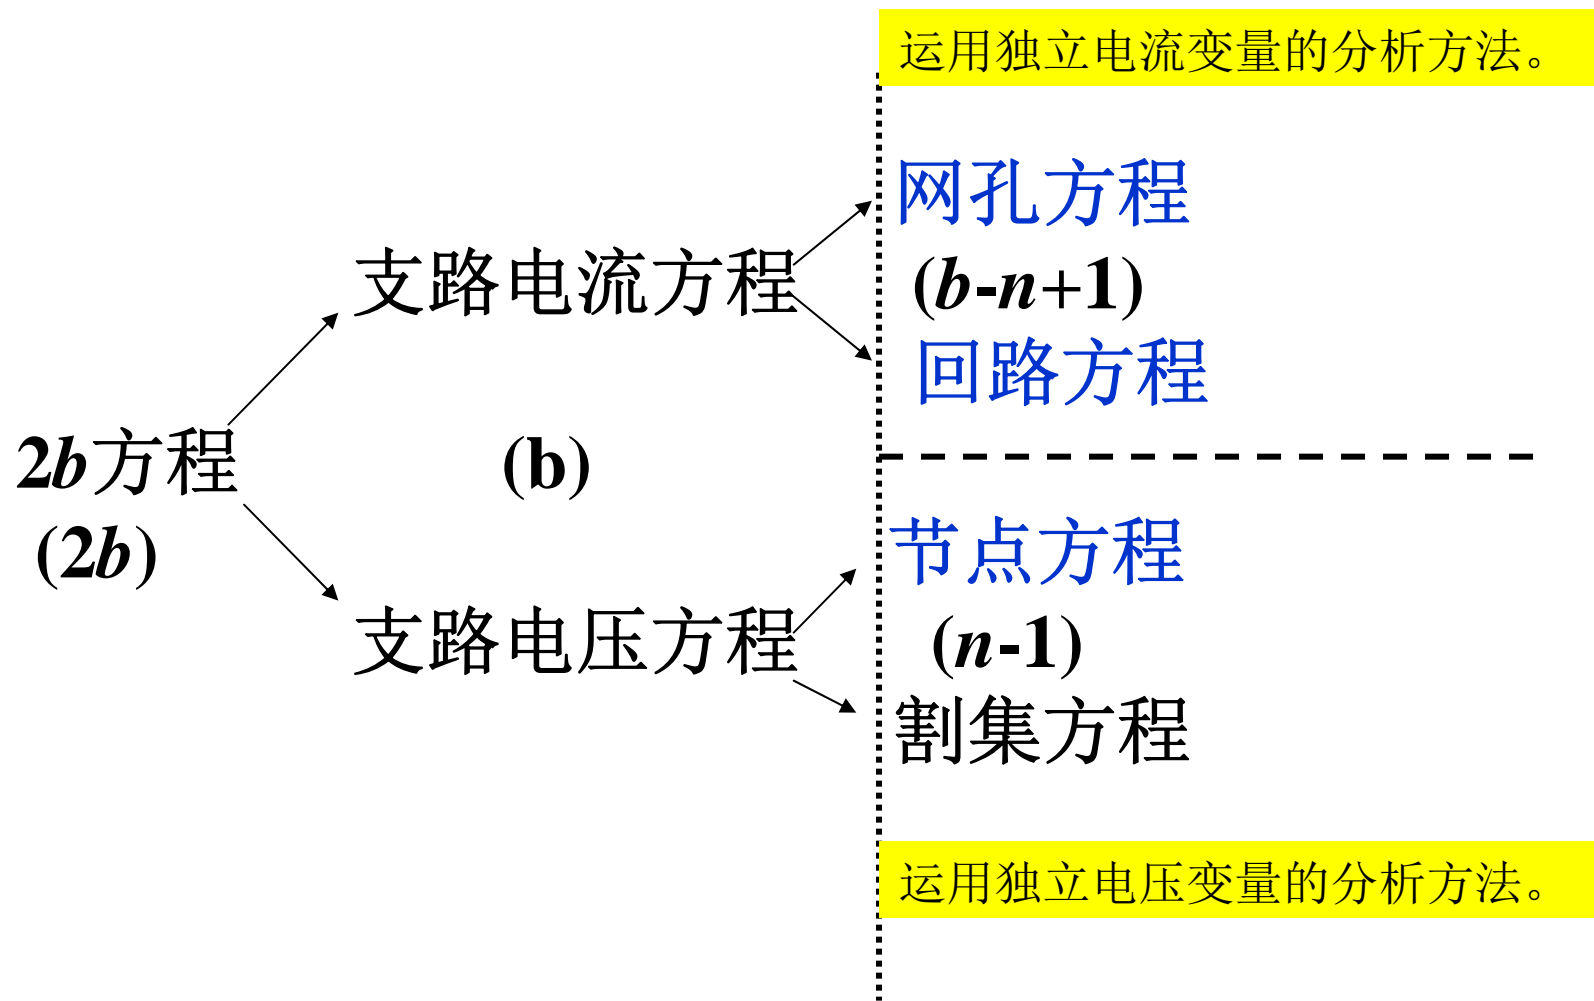 运用独立电流变量的分析方法。
网孔方程
支路电流方程
(b-n+1)
回路方程
2b方程
(b)
(2b)
节点方程
支路电压方程
(n-1)
割集方程
运用独立电压变量的分析方法。